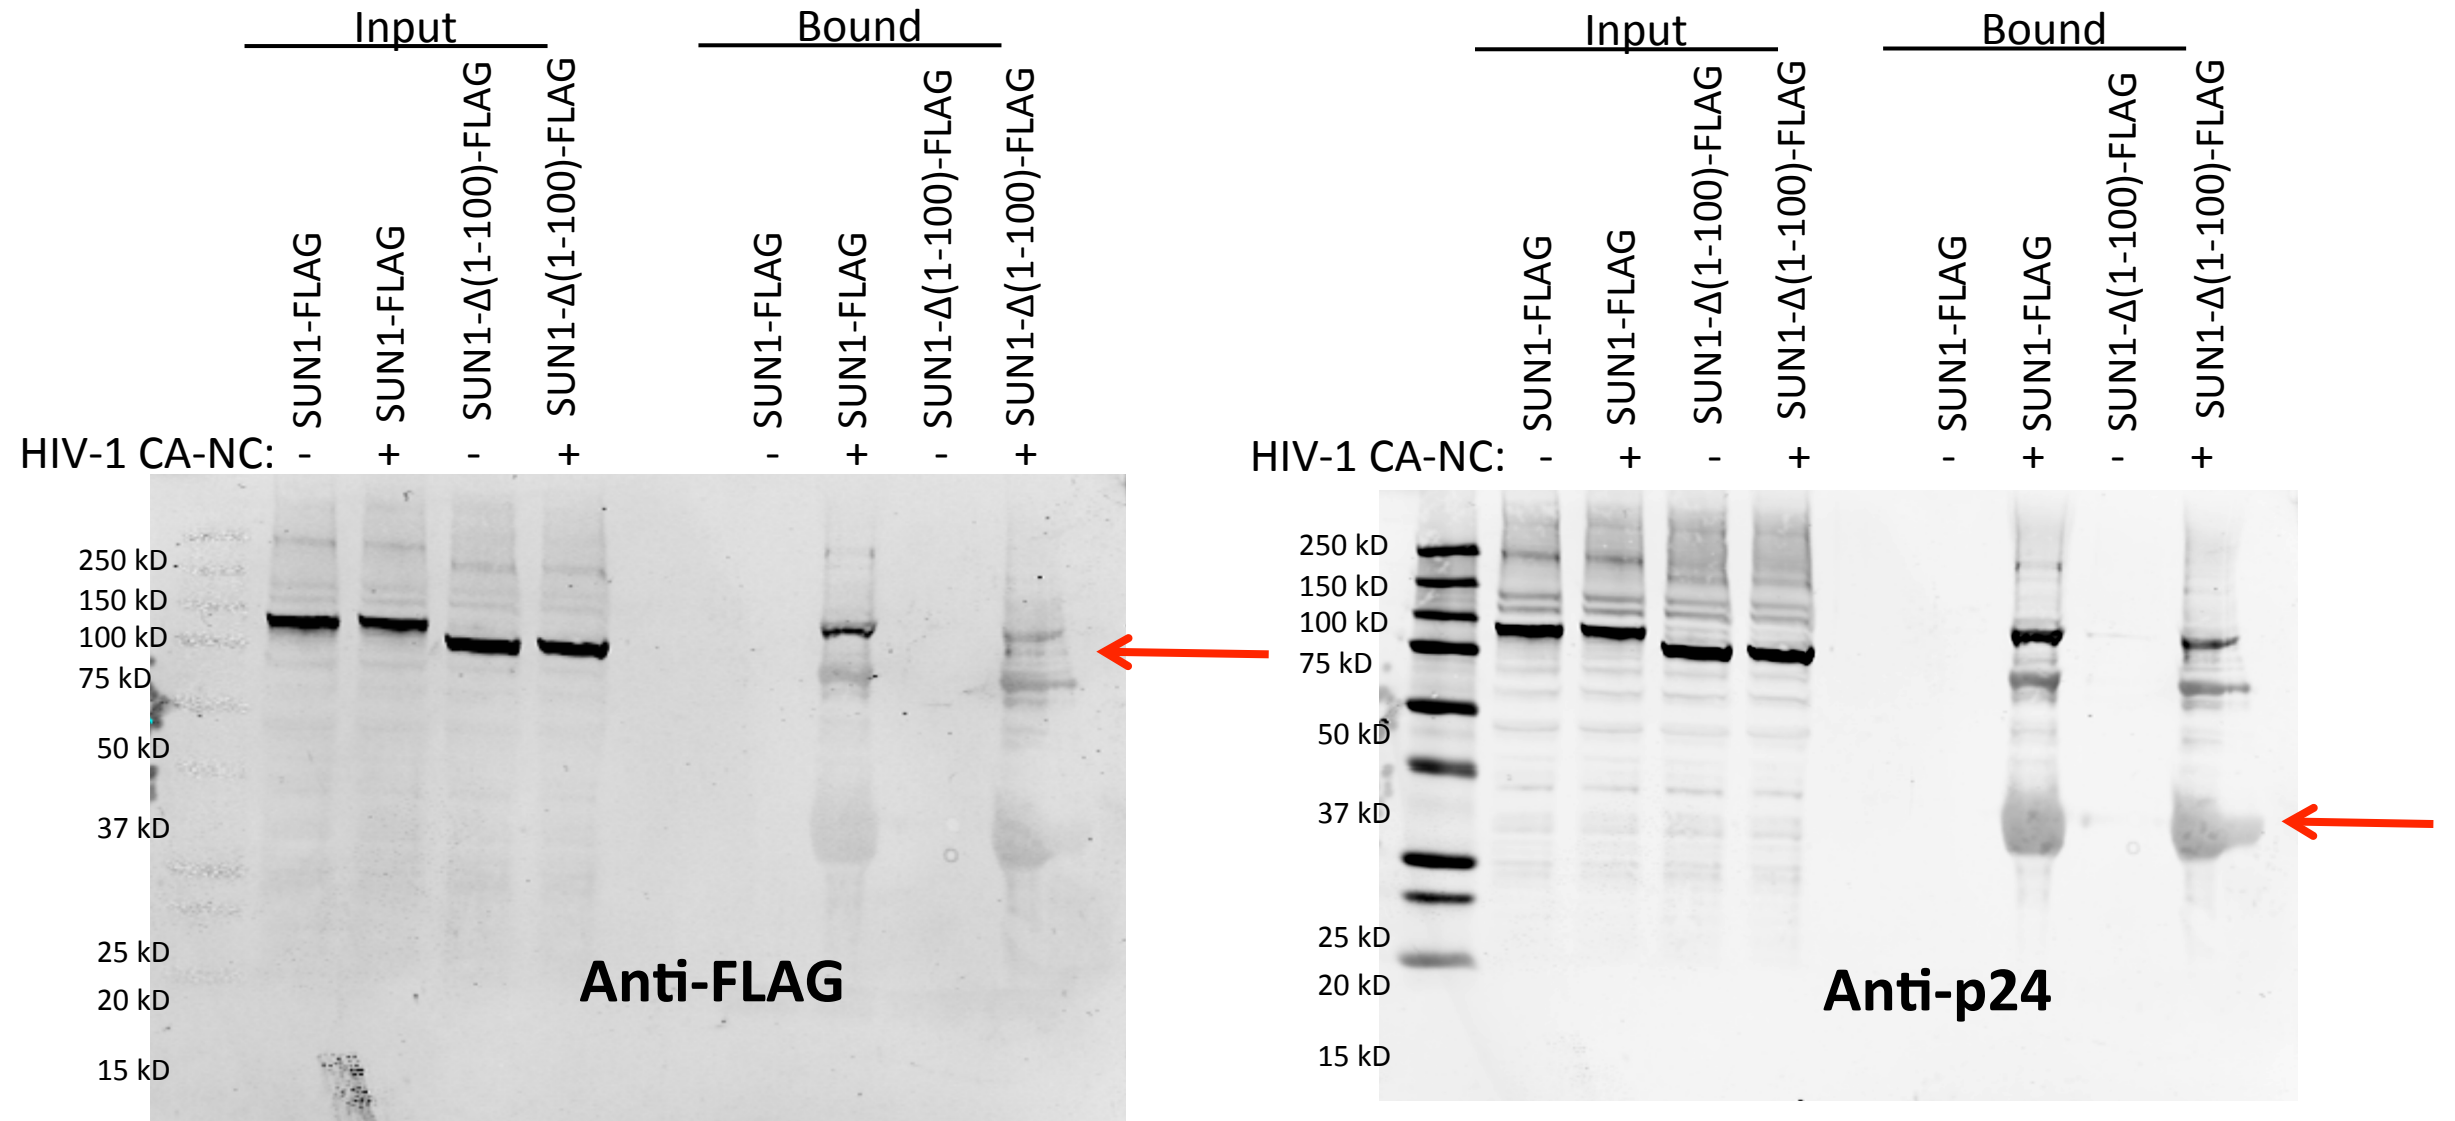 Input
Bound
SUN1-FLAG
SUN1-FLAG
SUN1-Δ(1-100)-FLAG
SUN1-Δ(1-100)-FLAG
SUN1-FLAG
SUN1-FLAG
SUN1-Δ(1-100)-FLAG
SUN1-Δ(1-100)-FLAG
HIV-1 CA-NC: - + - + - + - +
250 kD
150 kD
100 kD
75 kD
50 kD
37 kD
25 kD
20 kD
15 kD
Anti-FLAG
Input
Bound
SUN1-FLAG
SUN1-FLAG
SUN1-Δ(1-100)-FLAG
SUN1-Δ(1-100)-FLAG
SUN1-FLAG
SUN1-FLAG
SUN1-Δ(1-100)-FLAG
SUN1-Δ(1-100)-FLAG
HIV-1 CA-NC: - + - + - + - +
250 kD
150 kD
100 kD
75 kD
50 kD
37 kD
25 kD
20 kD
15 kD
Anti-p24